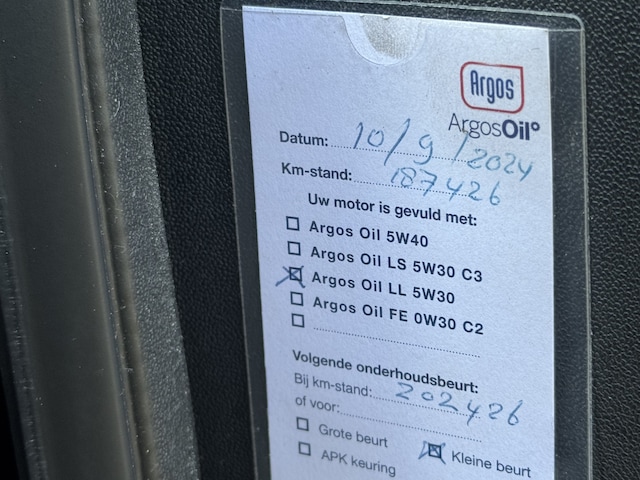 Argos
ArgosOil°
Datum: 10/9/2024
Km-stand: 187426
Uw motor is gevuld met:
Argos Oil 5W40
Argos Oil LS 5W30 C3
Argos Oil LL 5W30
Argos Oil FE 0W30 C2
Volgende onderhoudsbeurt:
Bij km-stand: 202426
of voor:
Grote beurt Kleine beurt
APK keuring